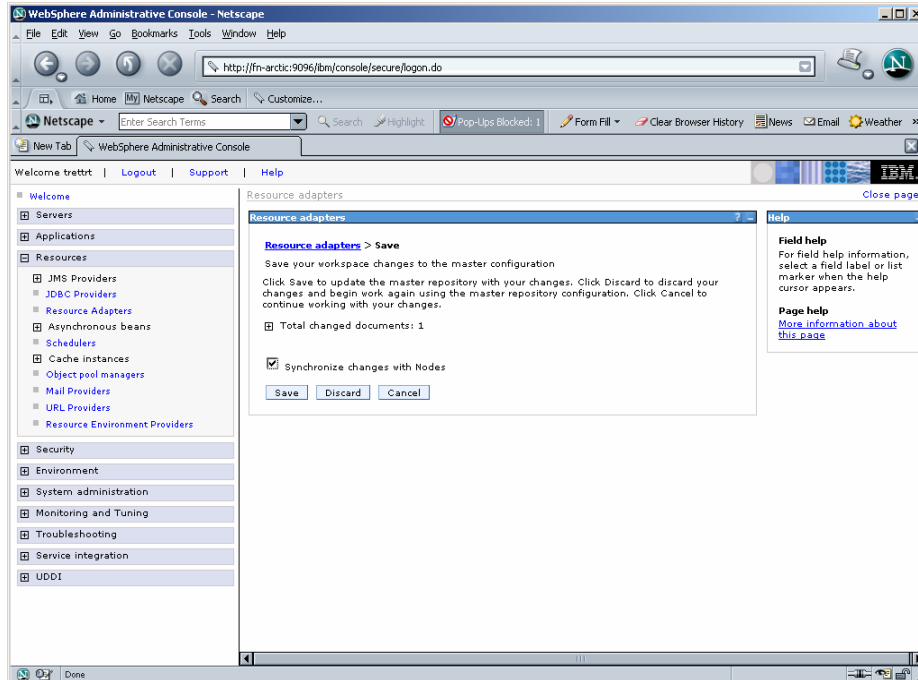 WebSphere Administrative Console - Netscape
File Edit View Go Bookmarks Tools Window Help
http://fn-arctic:9096/ibm/console/secure/logon.do
Home My Netscape Search Customize...
Netscape Enter Search Terms Search Highlight Pop-Ups Blocked: 1 Form Fill Clear Browser History News Email Weather »
New Tab WebSphere Administrative Console
Welcome trettrt | Logout | Support | Help IBM.
Welcome
Servers
Applications
Resources
JMS Providers
JDBC Providers
Resource Adapters
Asynchronous beans
Schedulers
Cache instances
Object pool managers
Mail Providers
URL Providers
Resource Environment Providers
Security
Environment
System administration
Monitoring and Tuning
Troubleshooting
Service integration
UDDI
Resource adapters Close page
Resource adapters ? -
Resource adapters > Save
Save your workspace changes to the master configuration
Click Save to update the master repository with your changes. Click Discard to discard your
changes and begin work again using the master repository configuration. Click Cancel to
continue working with your changes.
Total changed documents: 1
Synchronize changes with Nodes
Save Discard Cancel
Help
Field help
For field help information,
select a field label or list
marker when the help
cursor appears.
Page help
More information about
this page
Done